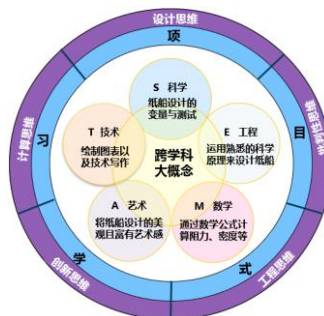 设计思维
项
S 科学
纸船设计的
变量与测试
计算思维
批判性思维
T 技术
绘制图表以
及技术写作
E 工程
运用熟悉的科学
原理来设计纸船
习
目
跨学科
大概念
A 艺术
将纸船设计的美
观且富有艺术感
M 数学
通过数学公式计
算阻力、密度等
学
式
创新思维
工程思维